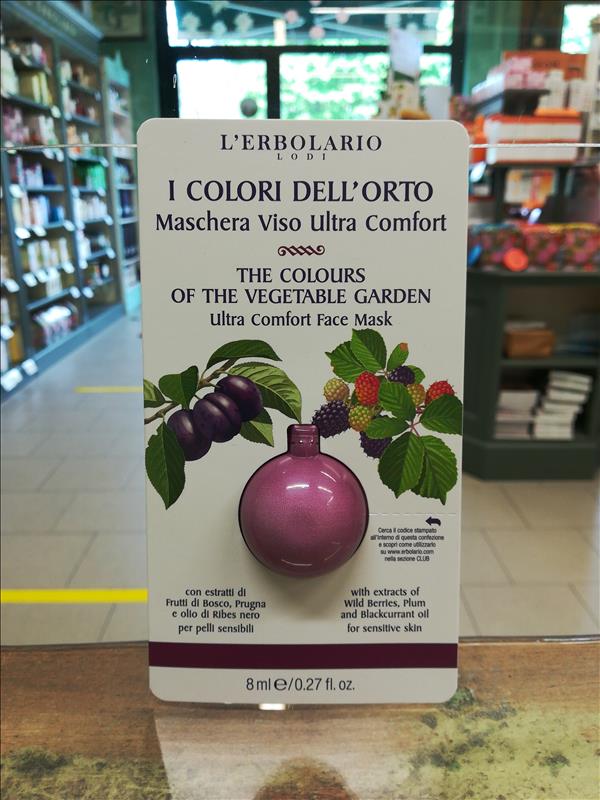 L'ERBOLARIO
LODI
I COLORI DELL'ORTO
Maschera Viso Ultra Comfort
THE COLOURS
OF THE VEGETABLE GARDEN
Ultra Comfort Face Mask
Cerca il codice stampato
all'interno di questa confezione
e scopri come utilizzarlo
su www.erbolario.com
nella sezione CLUB
con estratti di
Frutti di Bosco, Prugna
e olio di Ribes nero
per pelli sensibili
with extracts of
Wild Berries, Plum
and Blackcurrant oil
for sensitive skin
8 ml ℮/0.27 fl. oz.